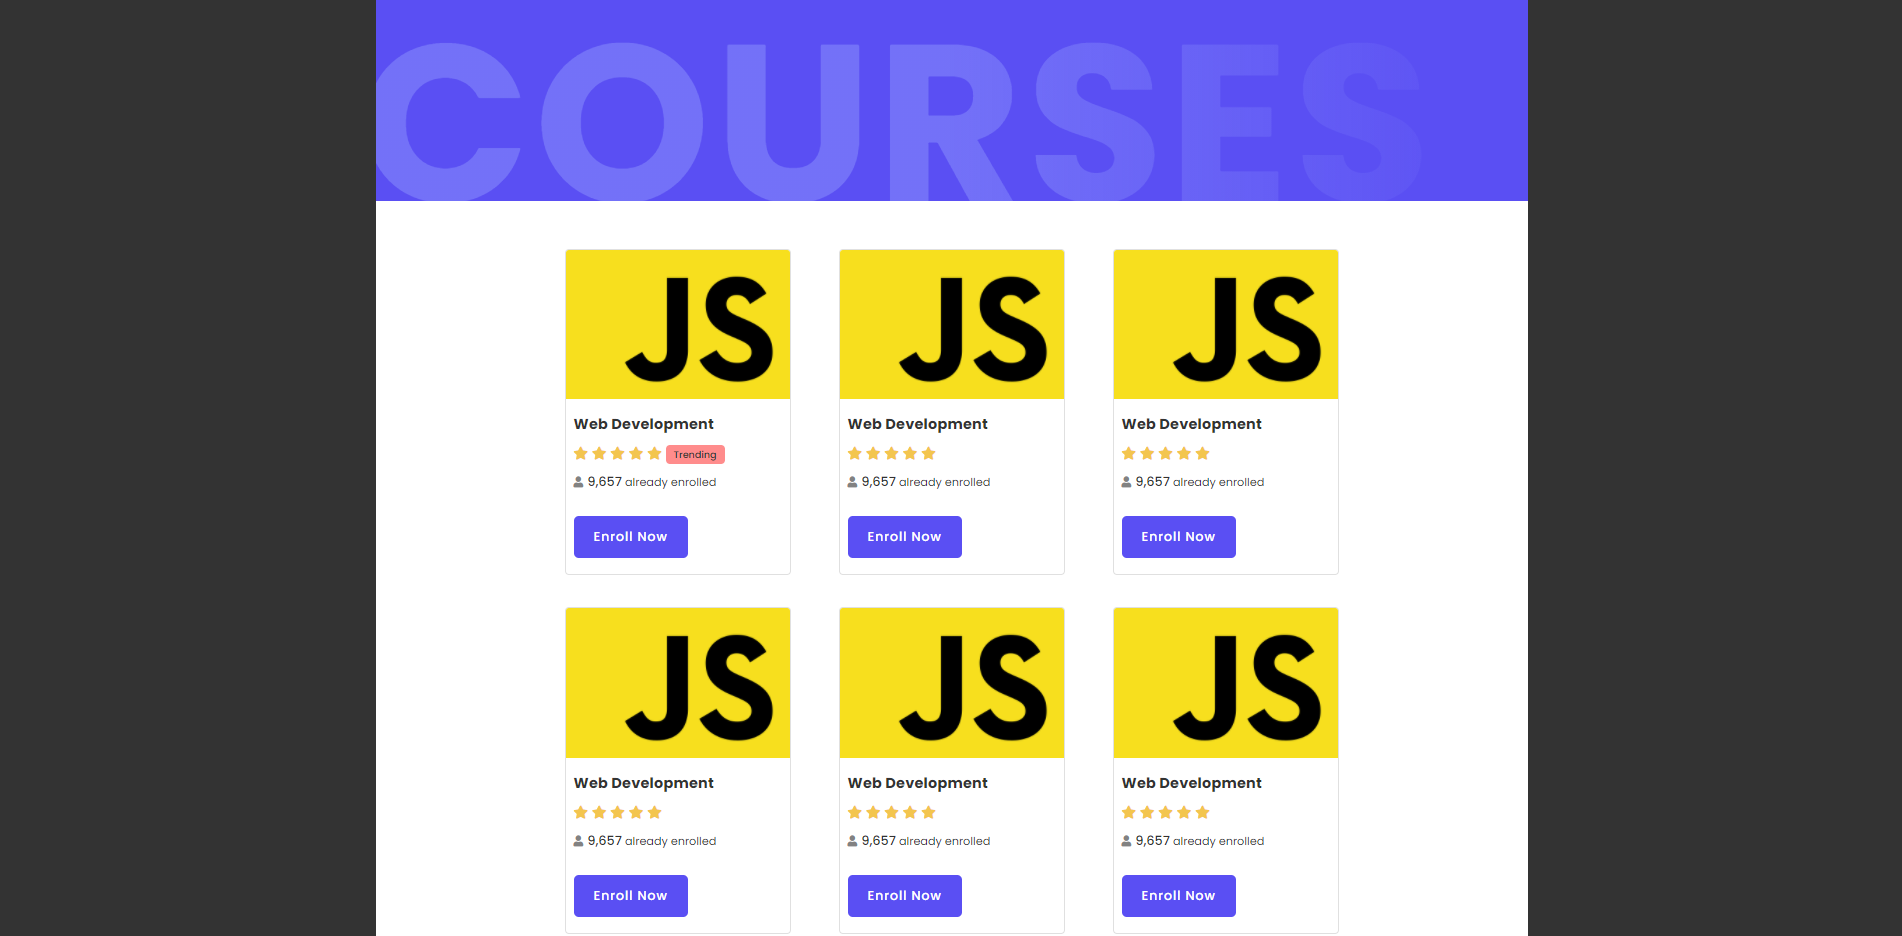 COURSES
JS JS JS
Web Development Web Development Web Development
Trending
9,657 already enrolled 9,657 already enrolled 9,657 already enrolled
Enroll Now Enroll Now Enroll Now
JS JS JS
Web Development Web Development Web Development
9,657 already enrolled 9,657 already enrolled 9,657 already enrolled
Enroll Now Enroll Now Enroll Now